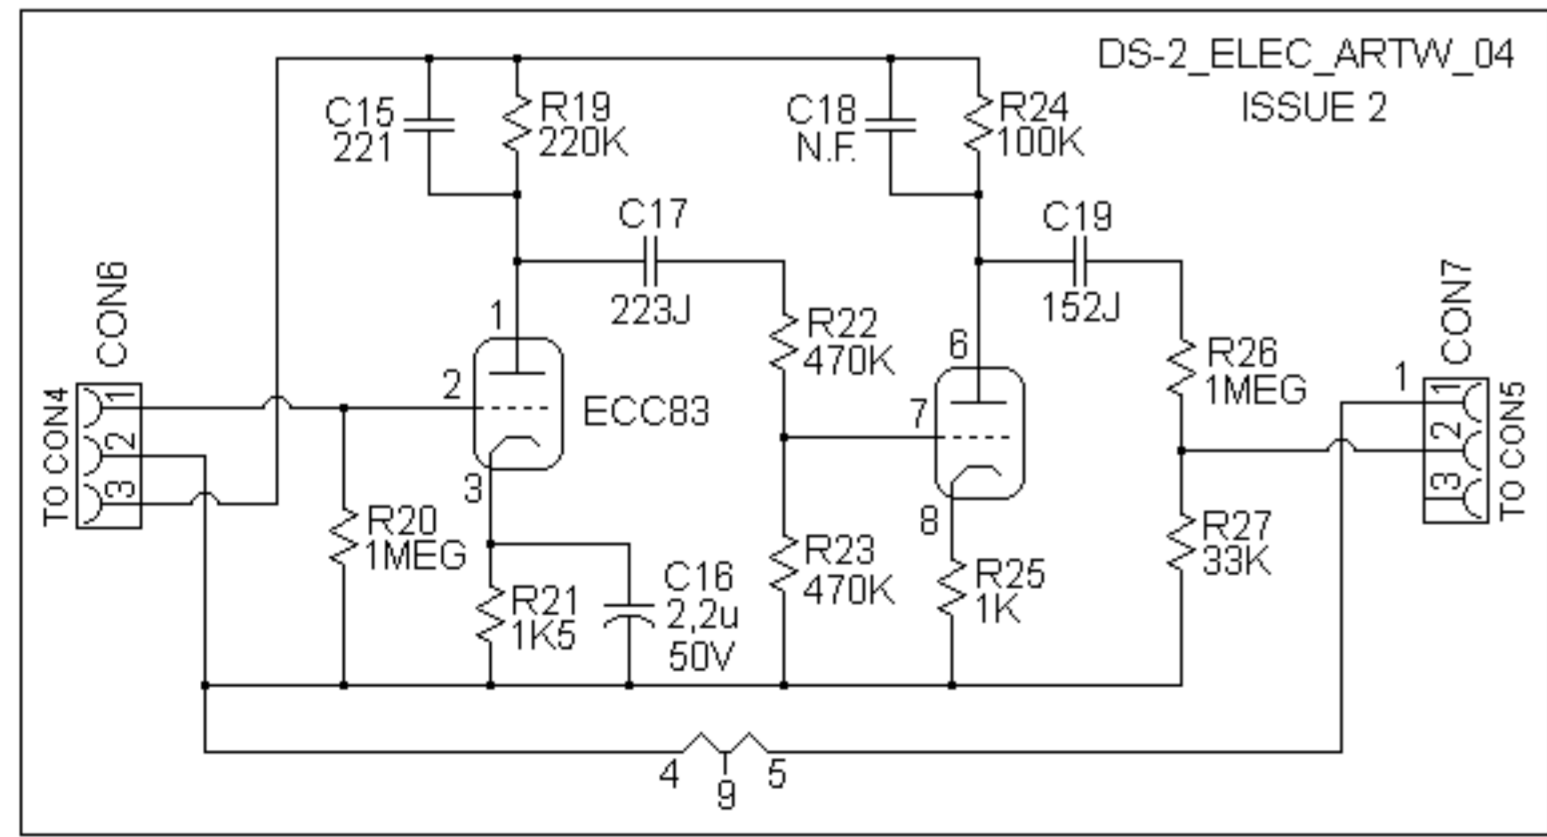 DS-2_ELEC_ARTW_04
ISSUE 2
C15
221
R19
220K
C18
N.F.
R24
100K
C17
223J
C19
152J
CON6
TO CON4
1
2
3
1
2
3
ECC83
R20
1MEG
R21
1K5
C16
2,2u
50V
R22
470K
R23
470K
6
7
8
R25
1K
R26
1MEG
R27
33K
CON7
TO CON5
1
1
2
3
4
9
5